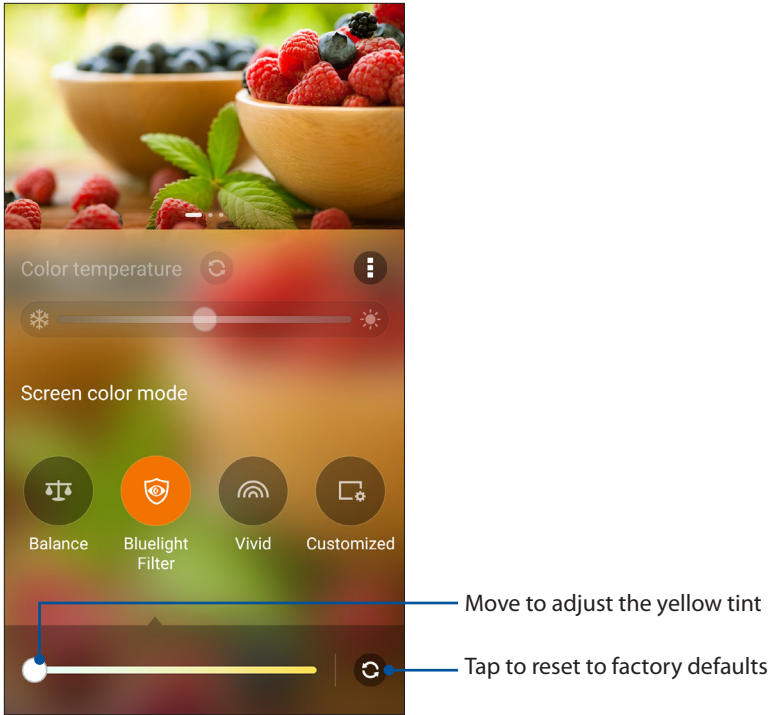 Color temperature
Screen color mode
Balance
Bluelight
Filter
Vivid
Customized
Move to adjust the yellow tint
Tap to reset to factory defaults